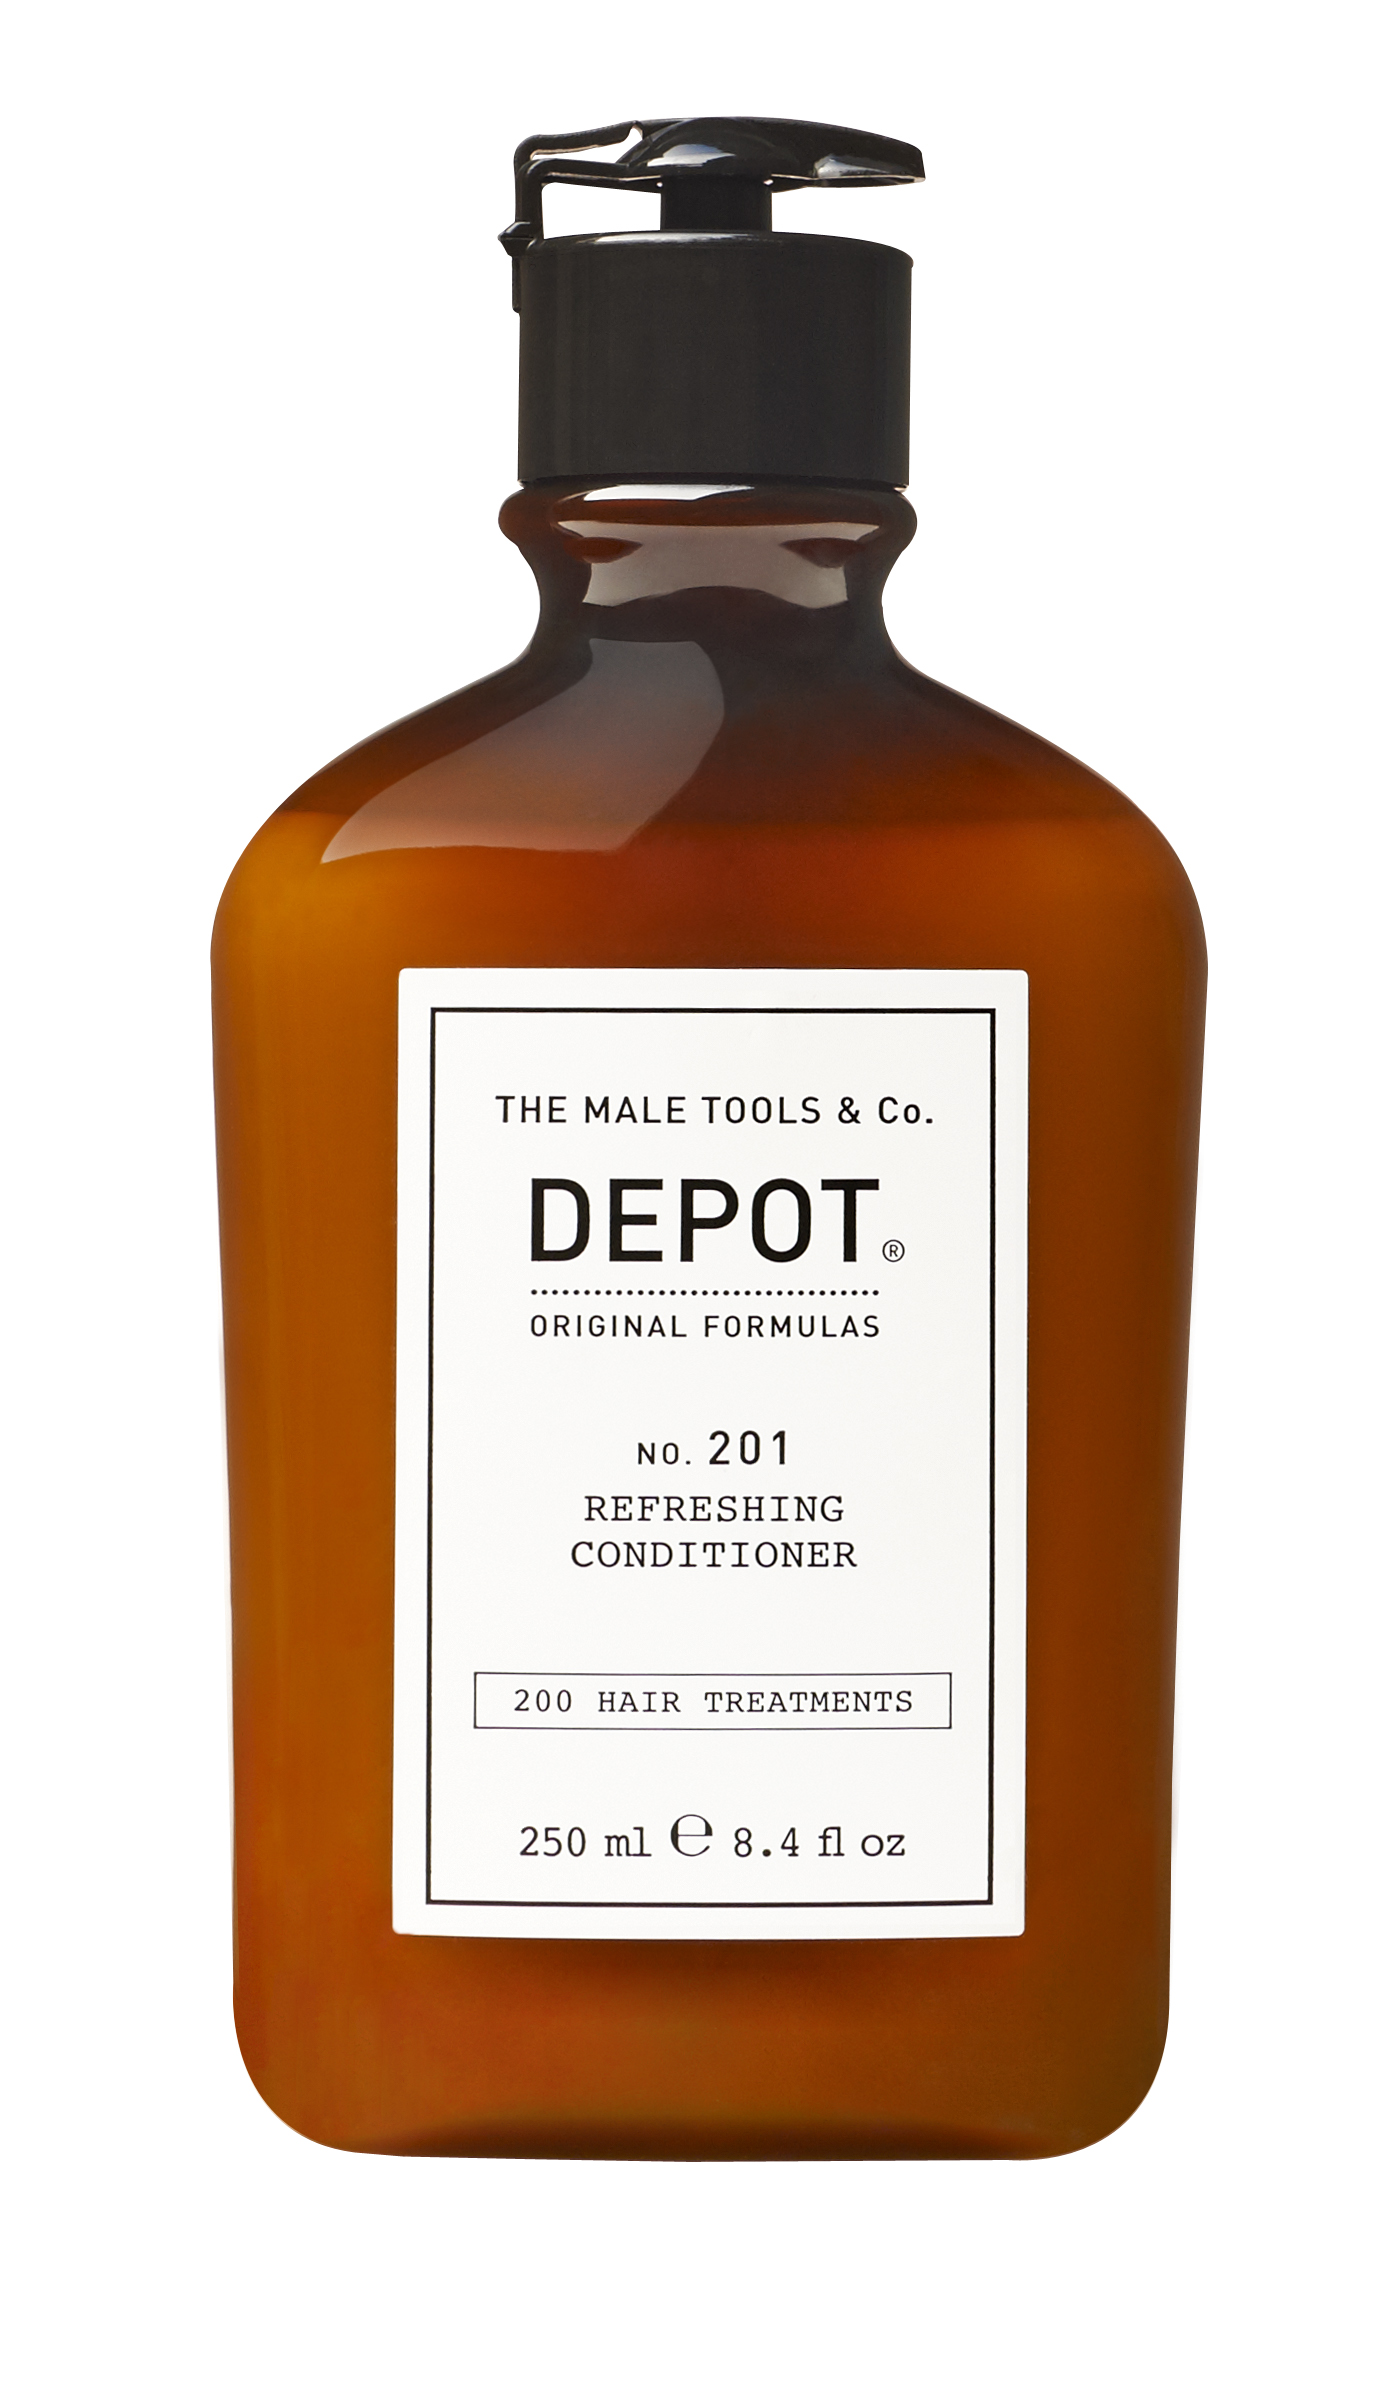 THE MALE TOOLS & Co.
DEPOT®
ORIGINAL FORMULAS
NO. 201
REFRESHING
CONDITIONER
200 HAIR TREATMENTS
250 ml ℮ 8.4 fl oz